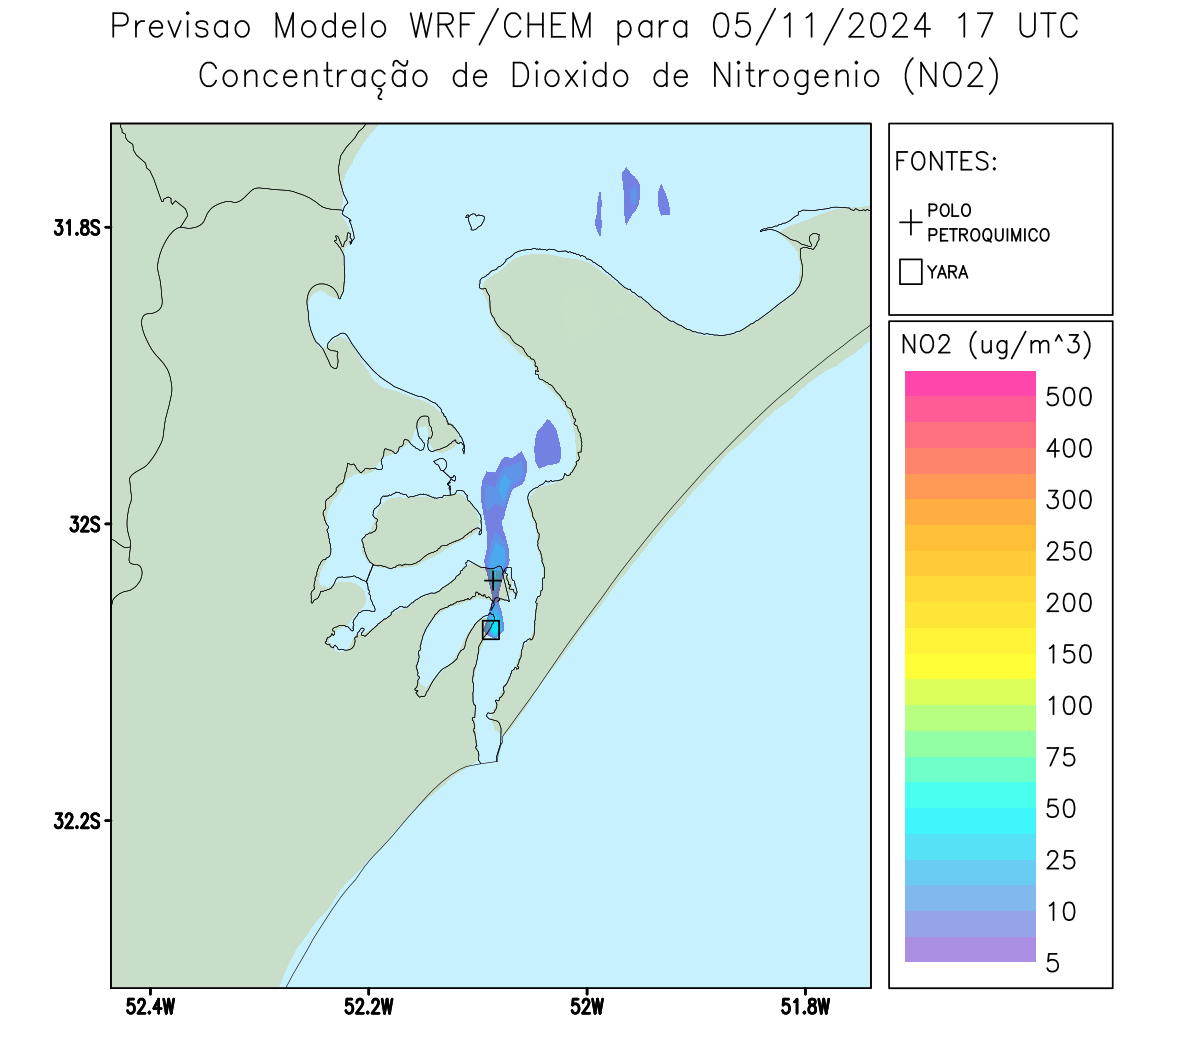 Previsao Modelo WRF/CHEM para 05/11/2024 17 UTC
Concentração de Dioxido de Nitrogenio (NO2)
FONTES:
POLO
PETROQUIMICO
YARA
NO2 (ug/m^3)
500
400
300
250
200
150
100
75
50
25
10
5
31.8S
32S
32.2S
52.4W
52.2W
52W
51.8W